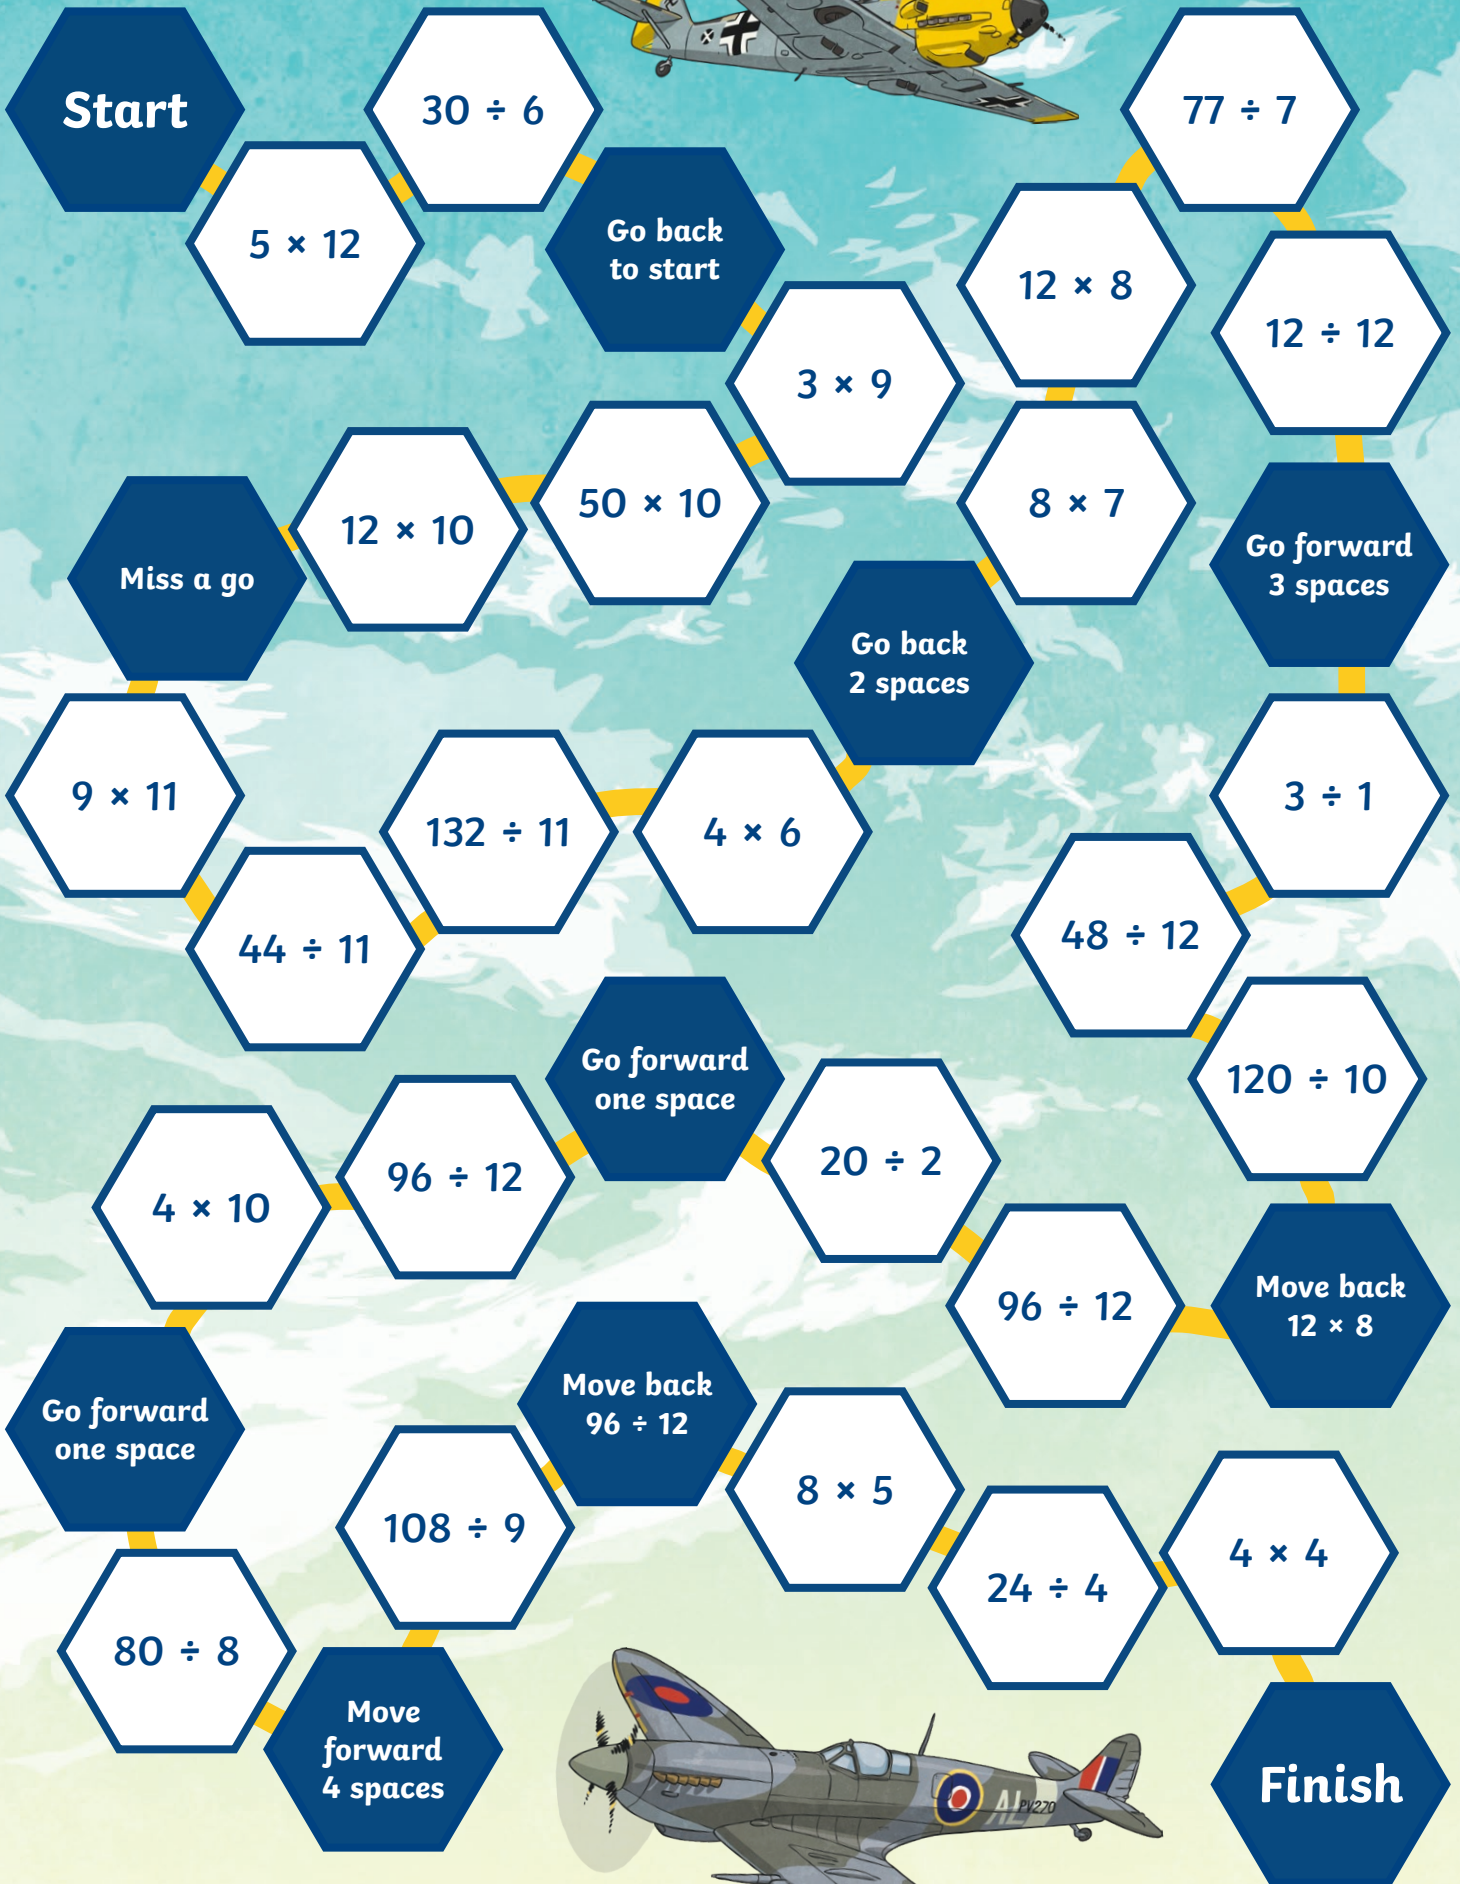 Start
5 × 12
30 ÷ 6
Go back
to start
3 × 9
50 × 10
12 × 10
Miss a go
9 × 11
44 ÷ 11
132 ÷ 11
4 × 6
Go back
2 spaces
8 × 7
12 × 8
77 ÷ 7
12 ÷ 12
Go forward
3 spaces
3 ÷ 1
48 ÷ 12
120 ÷ 10
Move back
12 × 8
96 ÷ 12
20 ÷ 2
Go forward
one space
96 ÷ 12
4 × 10
Go forward
one space
80 ÷ 8
Move
forward
4 spaces
108 ÷ 9
Move back
96 ÷ 12
8 × 5
24 ÷ 4
4 × 4
Finish
AL
PV270